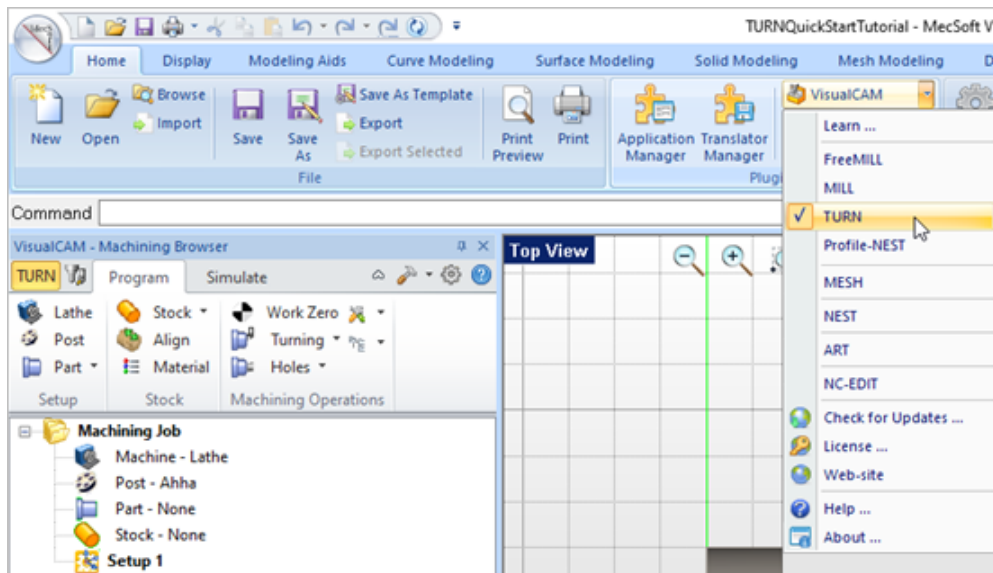 TURNQuickStartTutorial - MecSoft V
Home Display Modeling Aids Curve Modeling Surface Modeling Solid Modeling Mesh Modeling D
New Open Browse Import Save Save As Save As Template Export Export Selected Print Preview Print Application Manager Translator Manager VisualCAM
File Plugi
Learn ...
FreeMILL
MILL
TURN
Profile-NEST
MESH
NEST
ART
NC-EDIT
Check for Updates ...
License ...
Web-site
Help ...
About ...
Command
VisualCAM - Machining Browser
TURN Program Simulate
Lathe Stock Work Zero
Post Align Turning
Part Material Holes
Setup Stock Machining Operations
Machining Job
Machine - Lathe
Post - Ahha
Part - None
Stock - None
Setup 1
Top View